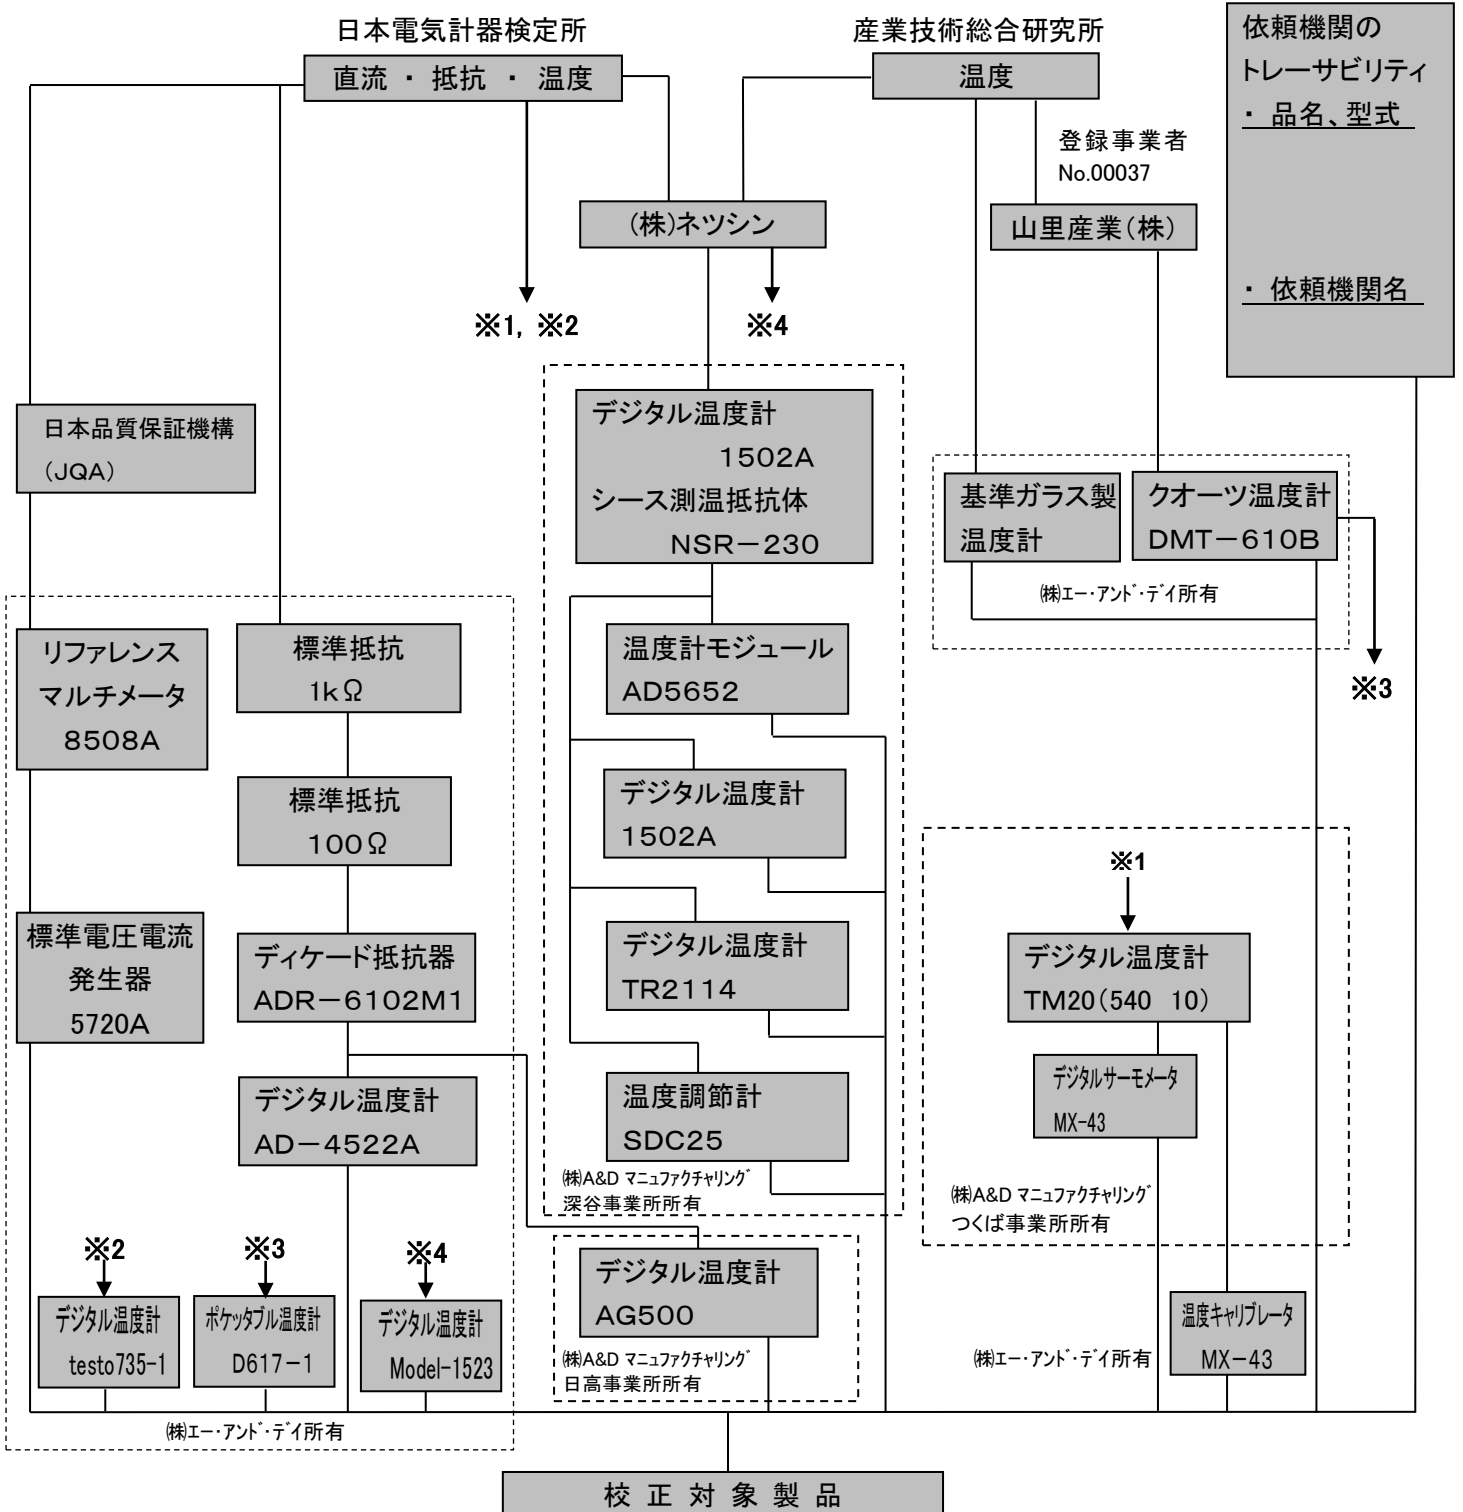 日本電気計器検定所
直流 ・ 抵抗 ・ 温度
産業技術総合研究所
温度
依頼機関の
トレーサビリティ
・ 品名、型式
・ 依頼機関名
登録事業者
No.00037
(株)ネツシン
山里産業(株)
※1, ※2
※4
日本品質保証機構
(JQA)
デジタル温度計
1502A
シース測温抵抗体
NSR－230
基準ガラス製
温度計
クオーツ温度計
DMT－610B
㈱エー・アンド・デイ所有
※3
リファレンス
マルチメータ
8508A
標準抵抗
1kΩ
温度計モジュール
AD5652
標準抵抗
100Ω
デジタル温度計
1502A
※1
標準電圧電流
発生器
5720A
ディケード抵抗器
ADR－6102M1
デジタル温度計
TR2114
デジタル温度計
TM20(540 10)
デジタル温度計
AD－4522A
温度調節計
SDC25
デジタルサーモメータ
MX-43
㈱A&D マニュファクチャリング
深谷事業所所有
㈱A&D マニュファクチャリング
つくば事業所所有
※2
※3
※4
デジタル温度計
testo735-1
ポケッタブル温度計
D617－1
デジタル温度計
Model-1523
デジタル温度計
AG500
㈱A&D マニュファクチャリング
日高事業所所有
㈱エー・アンド・デイ所有
温度キャリブレータ
MX－43
㈱エー・アンド・デイ所有
校 正 対 象 製 品